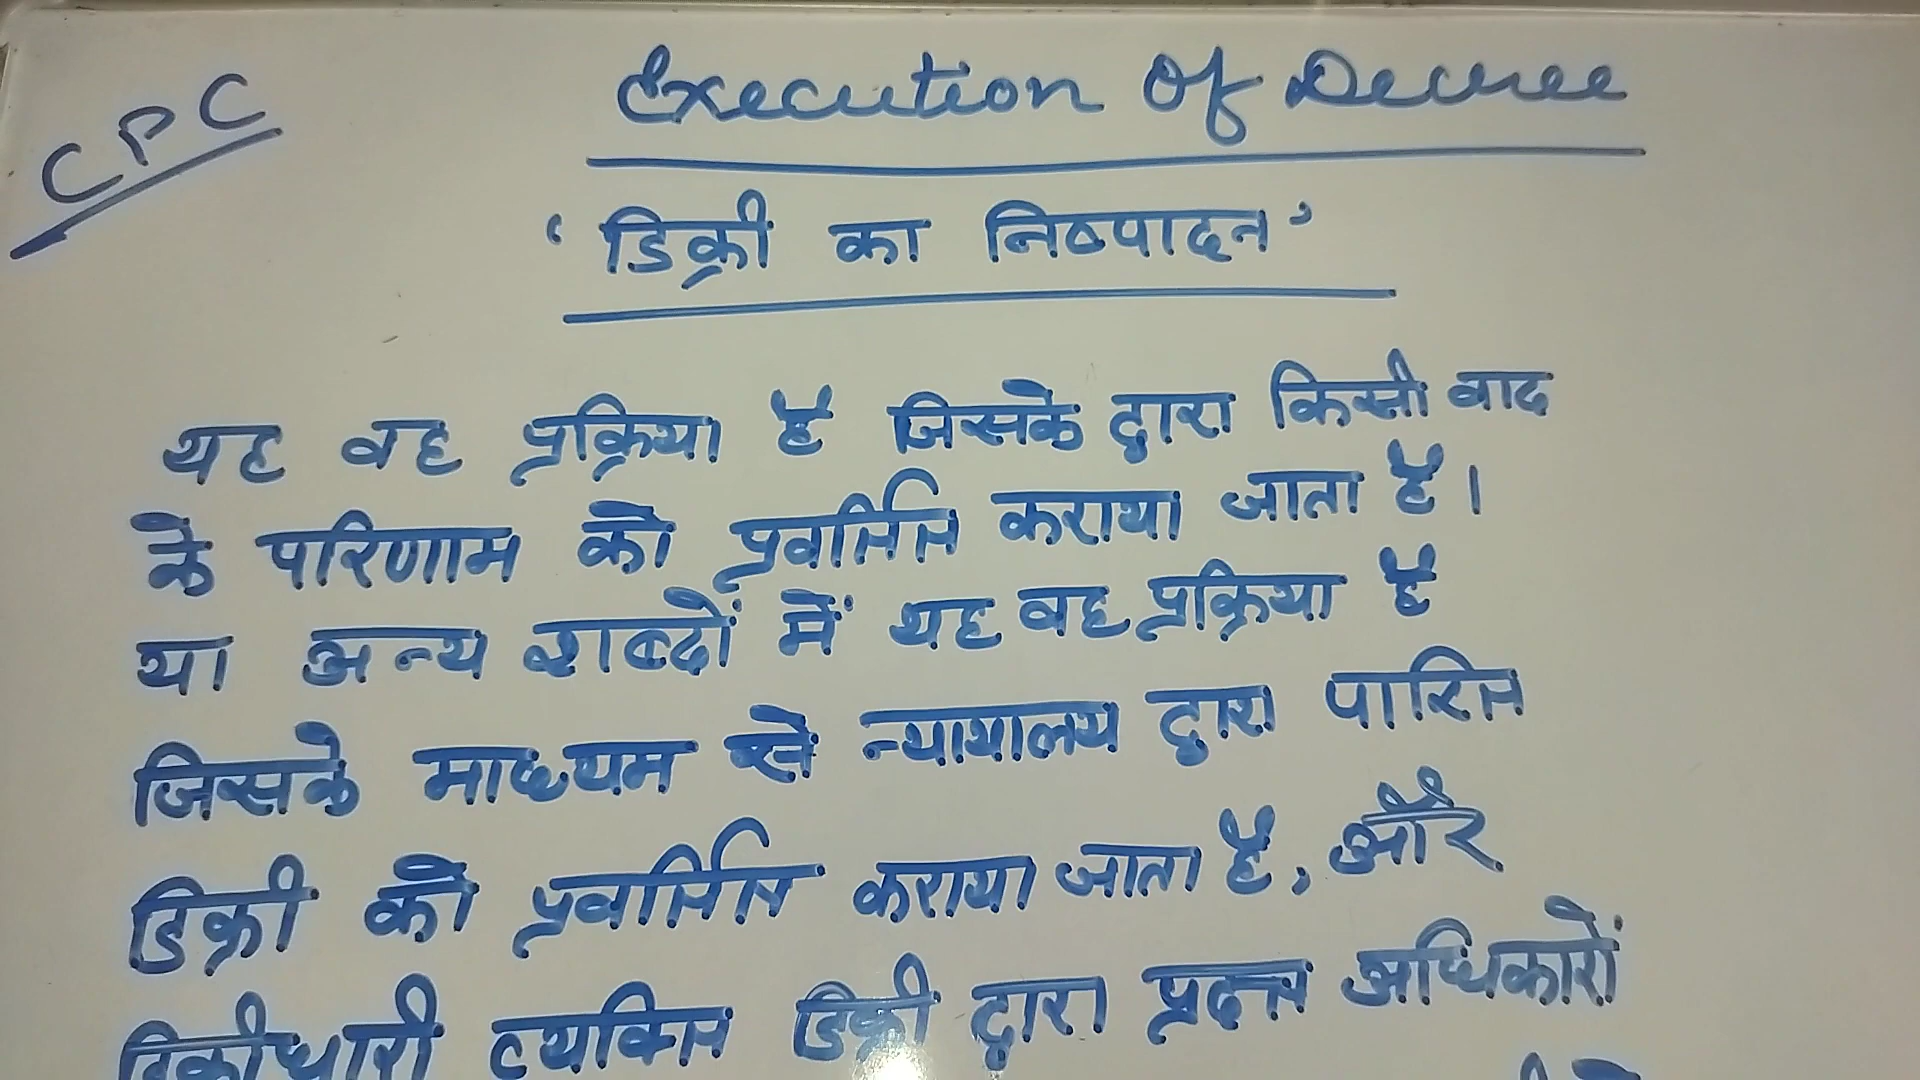 CPC
Execution Of Decree
‘डिक्री का निष्पादन’
यह वह प्रक्रिया है जिसके द्वारा किसी वाद
के परिणाम को प्रवर्तित कराया जाता है।
या अन्य शब्दों में यह वह प्रक्रिया है
जिसके माध्यम से न्यायालय द्वारा पारित
डिक्री को प्रवर्तित कराया जाता है, और
डिक्रीधारी व्यक्ति डिक्री द्वारा प्रदत्त अधिकारों